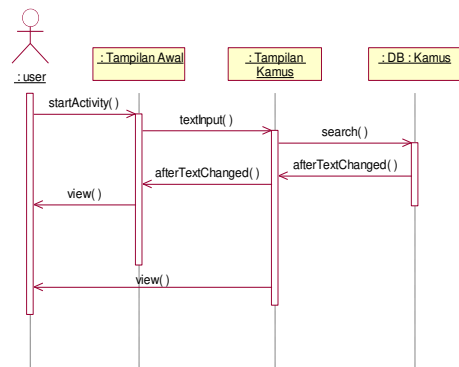 : user
: Tampilan Awal
: Tampilan
Kamus
: DB : Kamus
startActivity( )
textInput( )
search( )
afterTextChanged( )
afterTextChanged( )
view( )
view( )